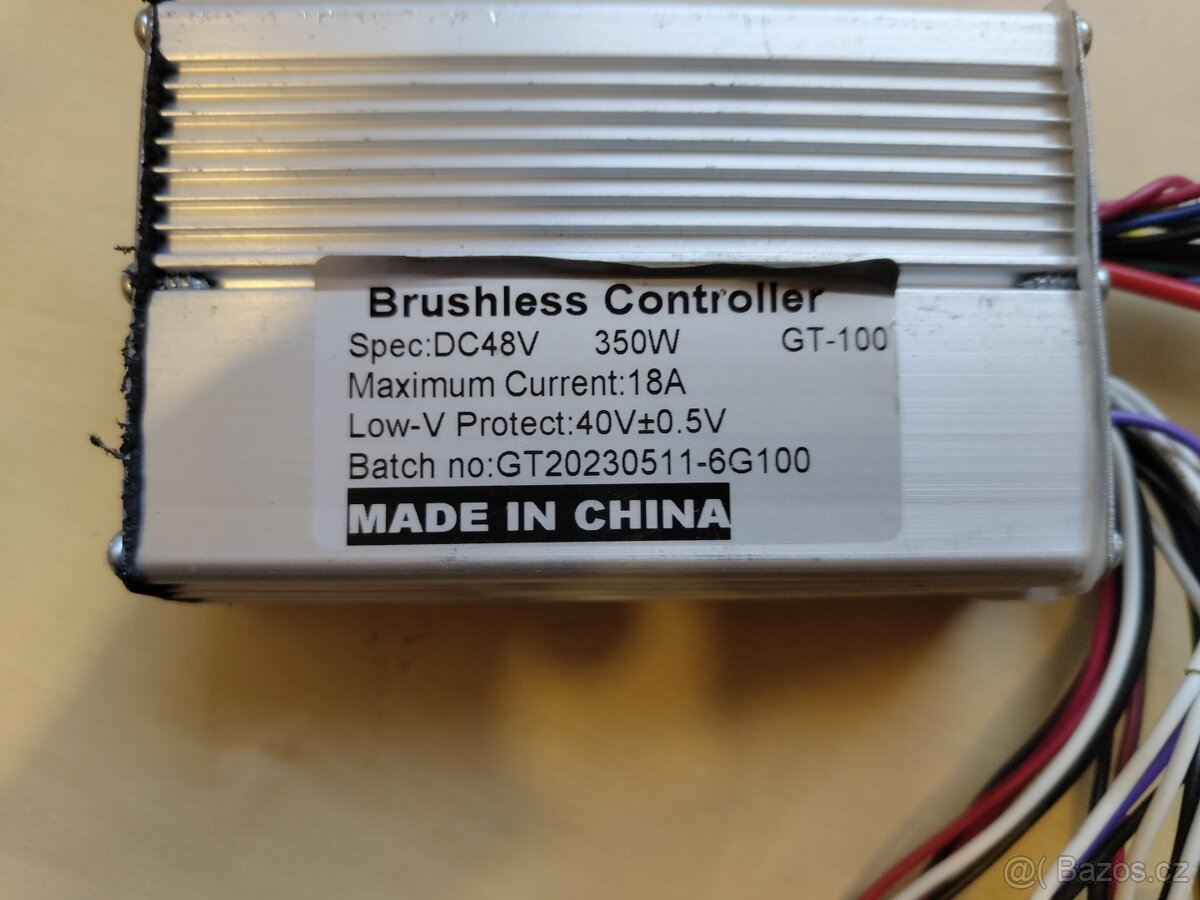 Brushless Controller
Spec:DC48V 350W GT-100
Maximum Current:18A
Low-V Protect:40V±0.5V
Batch no:GT20230511-6G100
MADE IN CHINA
@( Bazos.cz